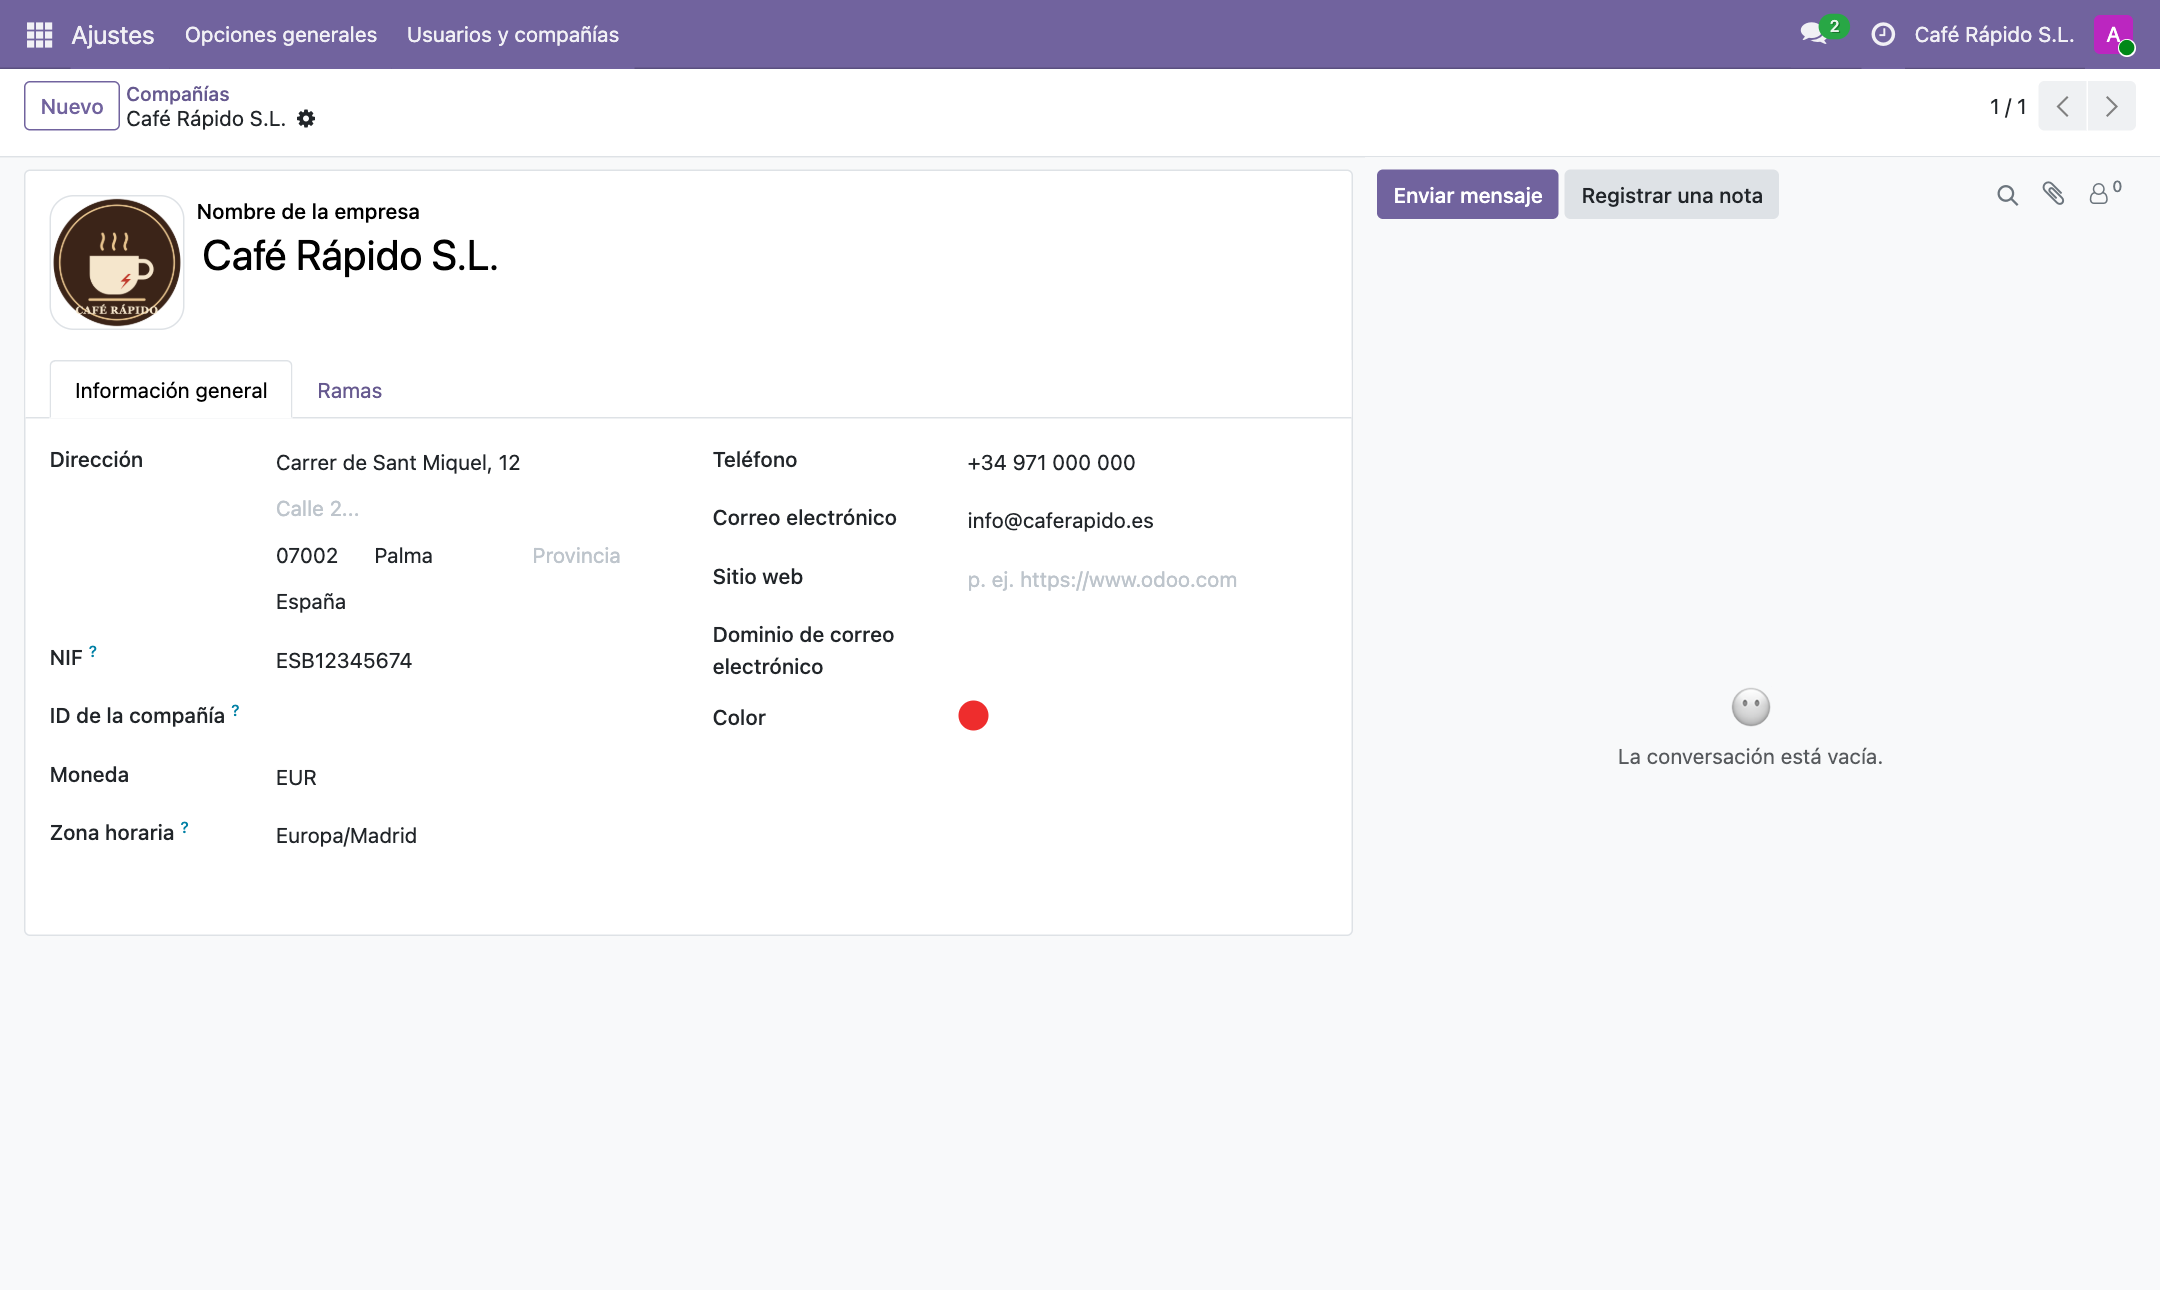 Ajustes Opciones generales Usuarios y compañías 2 Café Rápido S.L. A
Nuevo Compañías
Café Rápido S.L.
1 / 1
Enviar mensaje Registrar una nota 0
Nombre de la empresa
Café Rápido S.L.
CAFÉ RÁPIDO
Información general Ramas
Dirección Carrer de Sant Miquel, 12
Calle 2...
07002 Palma Provincia
España
NIF ? ESB12345674
ID de la compañía ?
Moneda EUR
Zona horaria ? Europa/Madrid
Teléfono +34 971 000 000
Correo electrónico info@caferapido.es
Sitio web p. ej. https://www.odoo.com
Dominio de correo
electrónico
Color
La conversación está vacía.